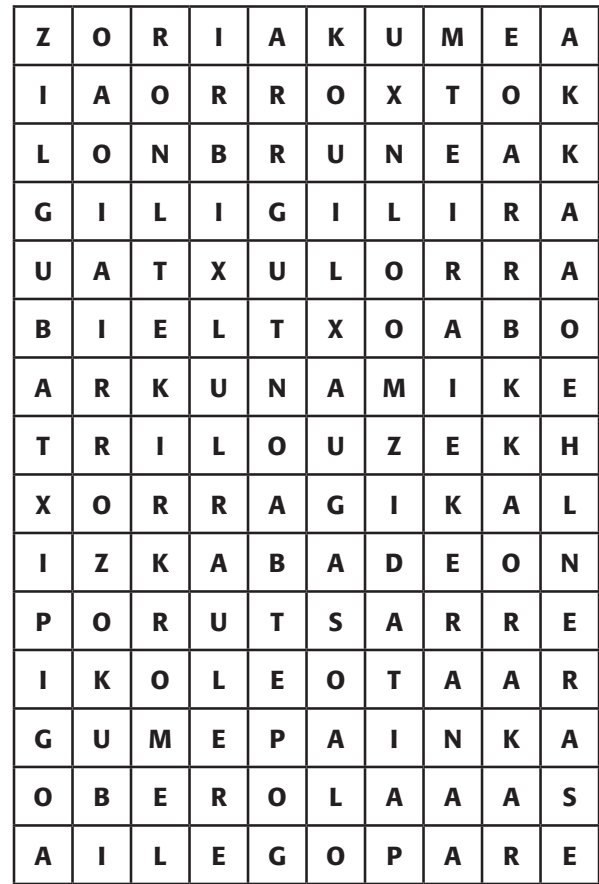 Z O R I A K U M E A
I A O R R O X T O K
L O N B R U N E A K
G I L I G I L I R A
U A T X U L O R R A
B I E L T X O A B O
A R K U N A M I K E
T R I L O U Z E K H
X O R R A G I K A L
I Z K A B A D E O N
P O R U T S A R R E
I K O L E O T A A R
G U M E P A I N K A
O B E R O L A A A S
A I L E G O P A R E